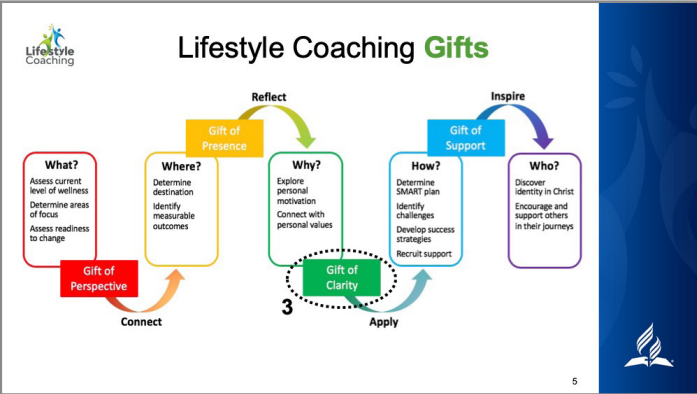 Lifestyle
Coaching
Lifestyle Coaching Gifts
Reflect
Inspire
Gift of
Presence
Gift of
Support
What?
Assess current
level of wellness
Determine areas
of focus
Assess readiness
to change
Where?
Determine
destination
Identify
measurable
outcomes
Why?
Explore
personal
motivation
Connect with
personal values
How?
Determine
SMART plan
Identify
challenges
Develop success
strategies
Recruit support
Who?
Discover
identity in Christ
Encourage and
support others
in their journeys
Gift of
Perspective
Gift of
Clarity
3
Connect
Apply
5